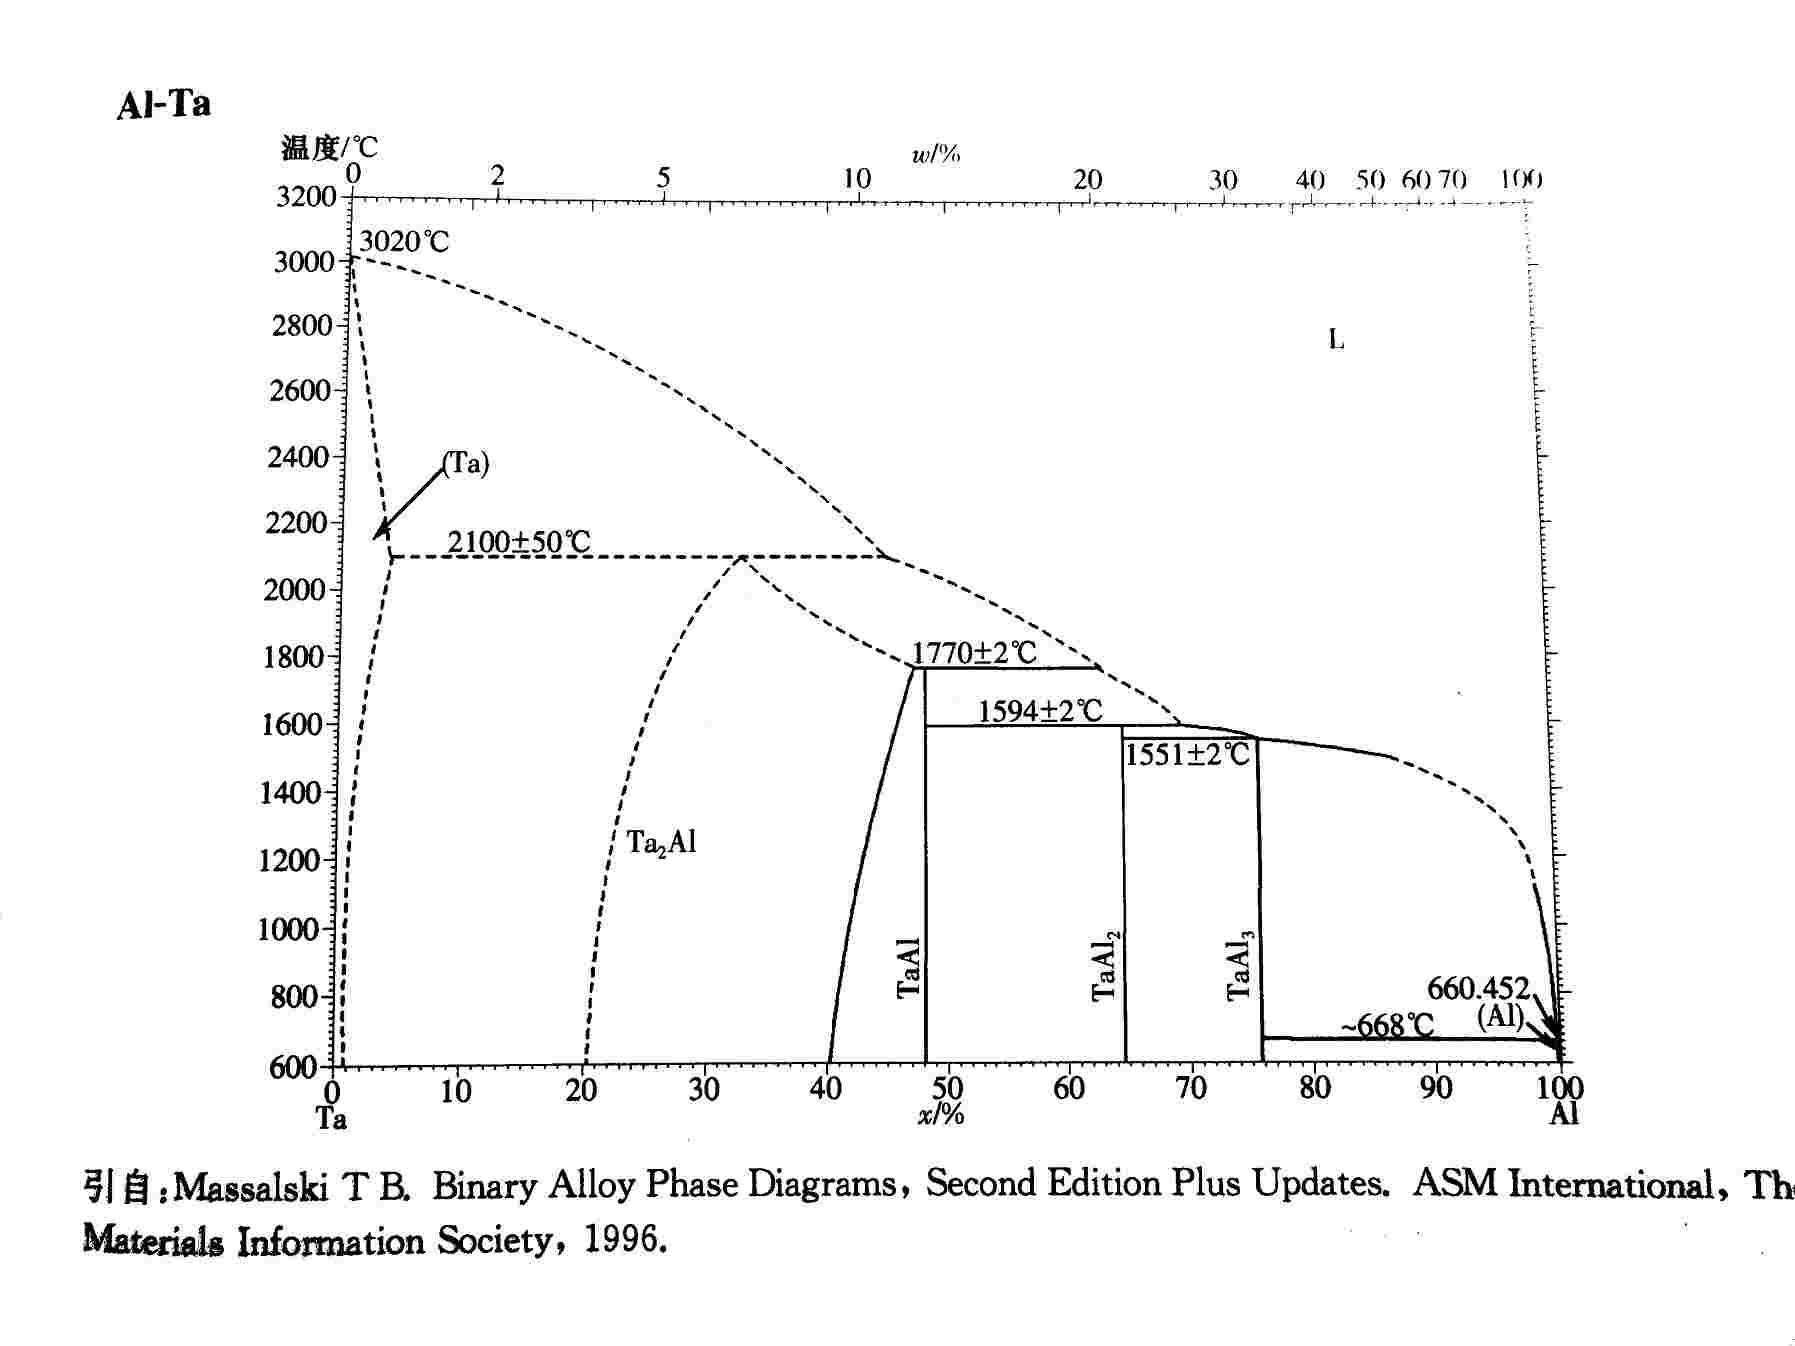 Al-Ta
温度/℃
w/%
0 2 5 10 20 30 40 50 60 70 100
3200
3020℃
3000
2800
L
2600
2400
(Ta)
2200
2100±50℃
2000
1800
1770±2℃
1600
1594±2℃
1551±2℃
1400
Ta₂Al
1200
1000
TaAl
TaAl₂
TaAl₃
800
660.452
(Al)
~668℃
600
0 10 20 30 40 50 60 70 80 90 100
Ta x/% Al
引自:Massalski T B. Binary Alloy Phase Diagrams, Second Edition Plus Updates. ASM International, The
Materials Information Society, 1996.